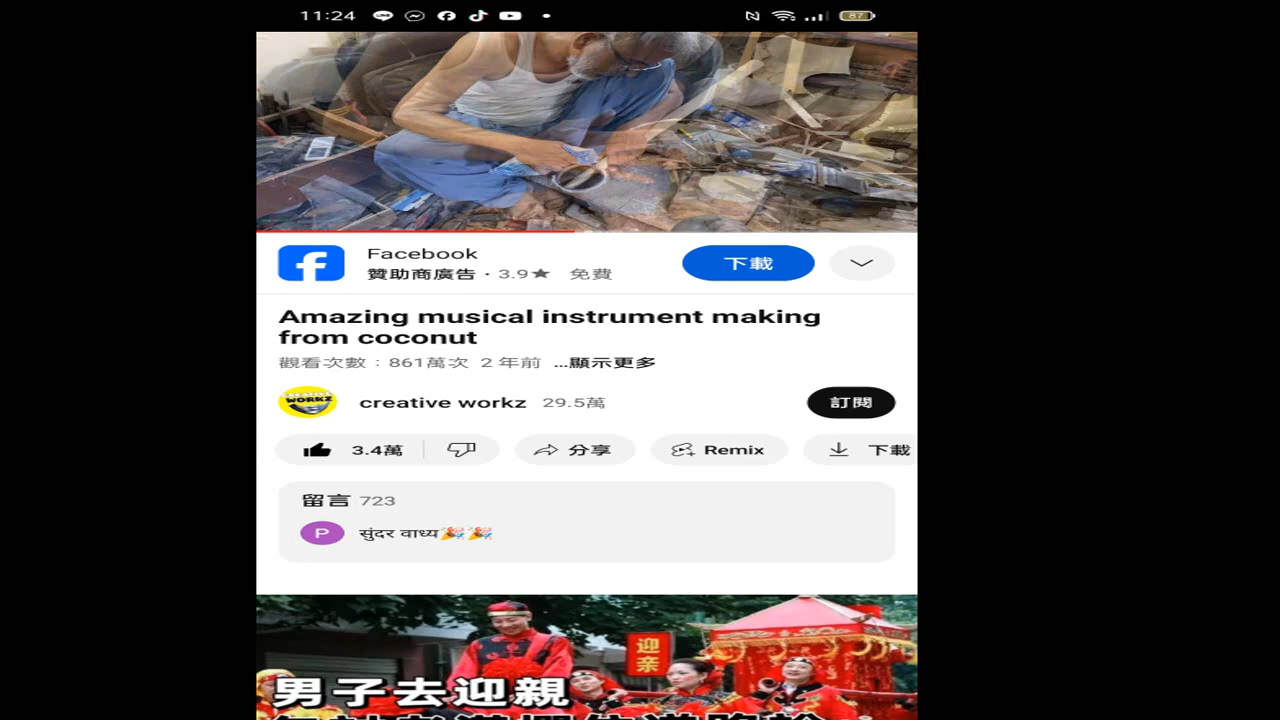 11:24
87
Facebook
贊助商廣告 · 3.9★ 免費
下載
Amazing musical instrument making
from coconut
觀看次數：861萬次 2 年前 ...顯示更多
CREATIVE
WORKZ
creative workz 29.5萬
訂閱
3.4萬
分享
Remix
下載
留言 723
P
सुंदर वाध्य🎉🎉
迎亲
男子去迎親